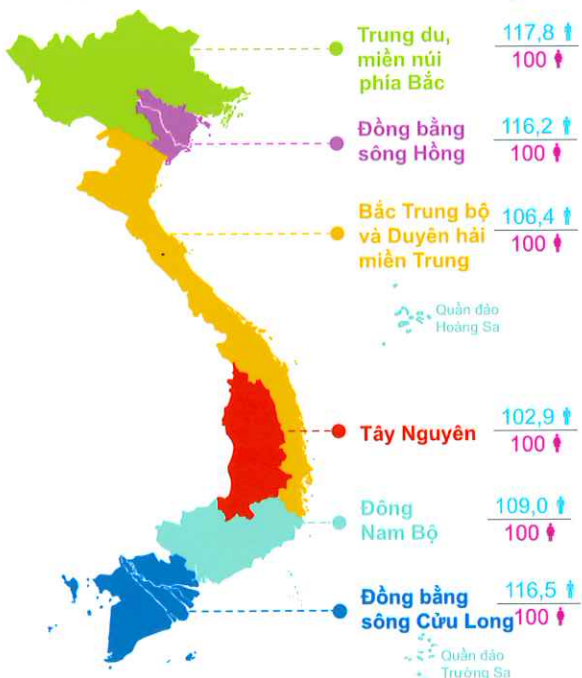 Trung du,
miền núi
phía Bắc
117,8
100
Đồng bằng
sông Hồng
116,2
100
Bắc Trung bộ
và Duyên hải
miền Trung
106,4
100
Quần đảo
Hoàng Sa
Tây Nguyên
102,9
100
Đông
Nam Bộ
109,0
100
Đồng bằng
sông Cửu Long
116,5
100
Quần đảo
Trường Sa